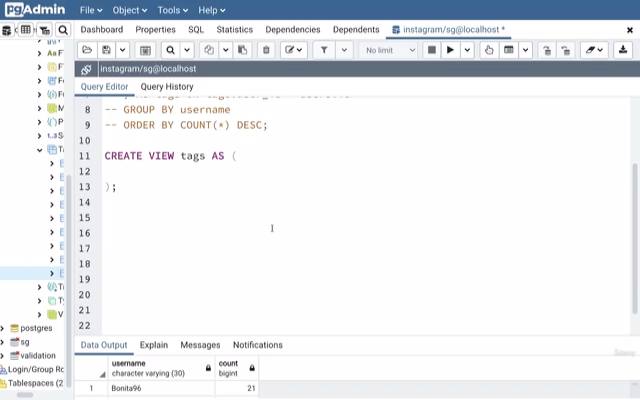 pgAdmin File Object Tools Help
Dashboard Properties SQL Statistics Dependencies Dependents instagram/sg@localhost *
No limit
instagram/sg@localhost
Query Editor Query History
8 -- GROUP BY username
9 -- ORDER BY COUNT(*) DESC;
10
11 CREATE VIEW tags AS (
12
13 );
14
15
16
17
18
19
20
21
22
postgres
sg
validation
Login/Group Ro
Tablespaces (2
Data Output Explain Messages Notifications
username count
character varying (30) bigint
1 Bonita96 21